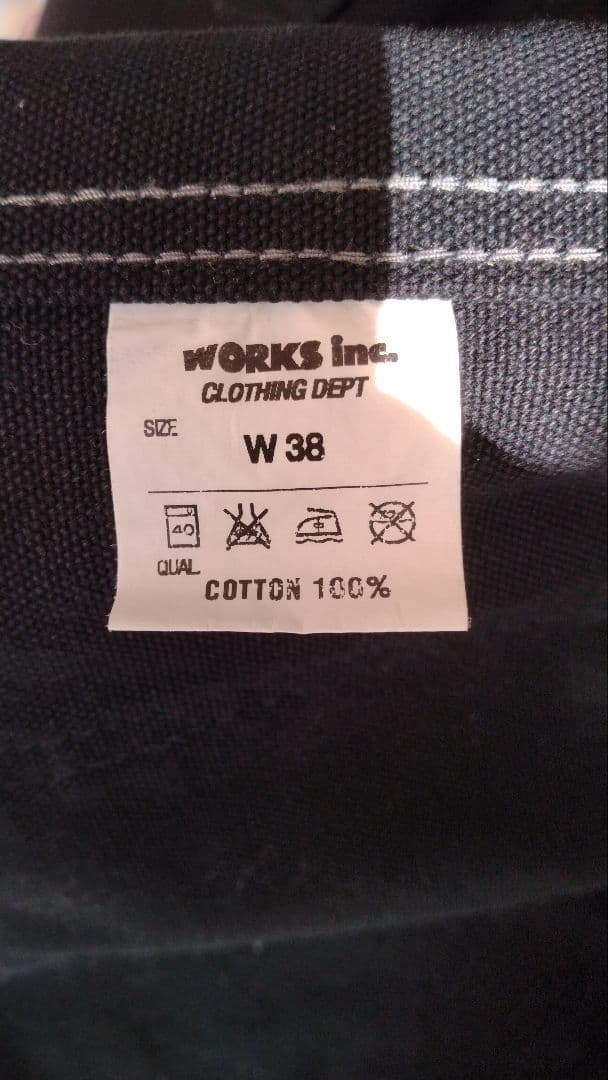 WORKS inc.
CLOTHING DEPT
SIZE
W 38
40
QUAL
COTTON 100%